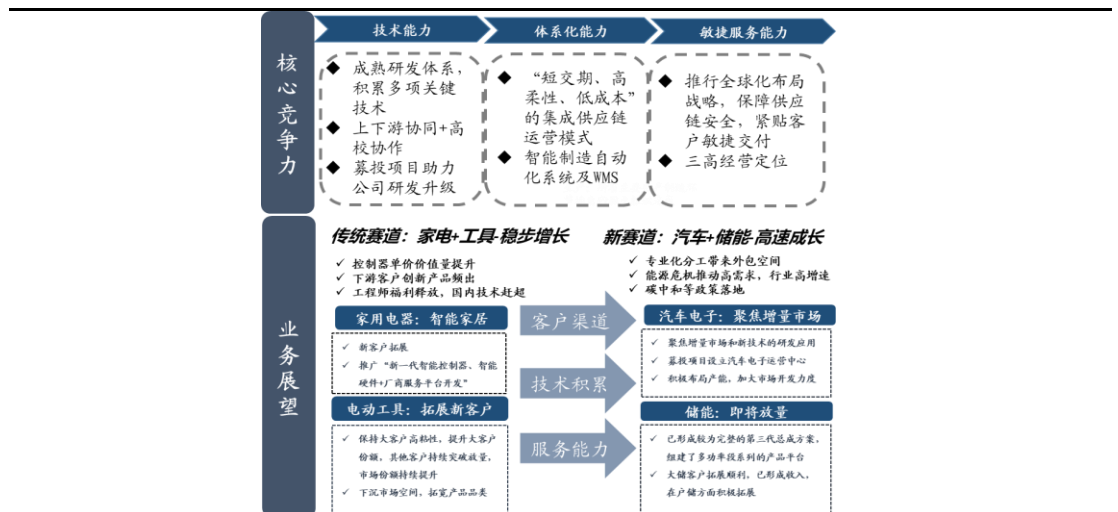 技术能力
体系化能力
敏捷服务能力
核心竞争力
◆ 成熟研发体系，
积累多项关键
技术
◆ 上下游协同+高
校协作
◆ 募投项目助力
公司研发升级
◆ “短交期、高
柔性、低成本”
的集成供应链
运营模式
◆ 智能制造自动
化系统及WMS
◆ 推行全球化布局
战略，保障供应
链安全，紧贴客
户敏捷交付
◆ 三高经营定位
业务展望
传统赛道：家电+工具-稳步增长
✓ 控制器单价价值量提升
✓ 下游客户创新产品频出
✓ 工程师福利释放，国内技术赶超
新赛道：汽车+储能-高速成长
✓ 专业化分工带来外包空间
✓ 能源危机推动高需求，行业高增速
✓ 碳中和等政策落地
家用电器：智能家居
✓ 新客户拓展
✓ 推广“新一代智能控制器、智能
硬件+厂商服务平台开发”
电动工具：拓展新客户
✓ 保持大客户高粘性，提升大客户
份额，其他客户持续突破放量，
市场份额持续提升
✓ 下沉市场空间，拓宽产品品类
客户渠道
技术积累
服务能力
汽车电子：聚焦增量市场
✓ 聚焦增量市场和新技术的研发应用
✓ 募投项目设立汽车电子运营中心
✓ 积极布局产能，加大市场开发力度
储能：即将放量
✓ 已形成较为完整的第三代总成方案，
组建了多功率段系列的产品平台
✓ 大储客户拓展顺利，已形成收入，
在户储方面积极拓展